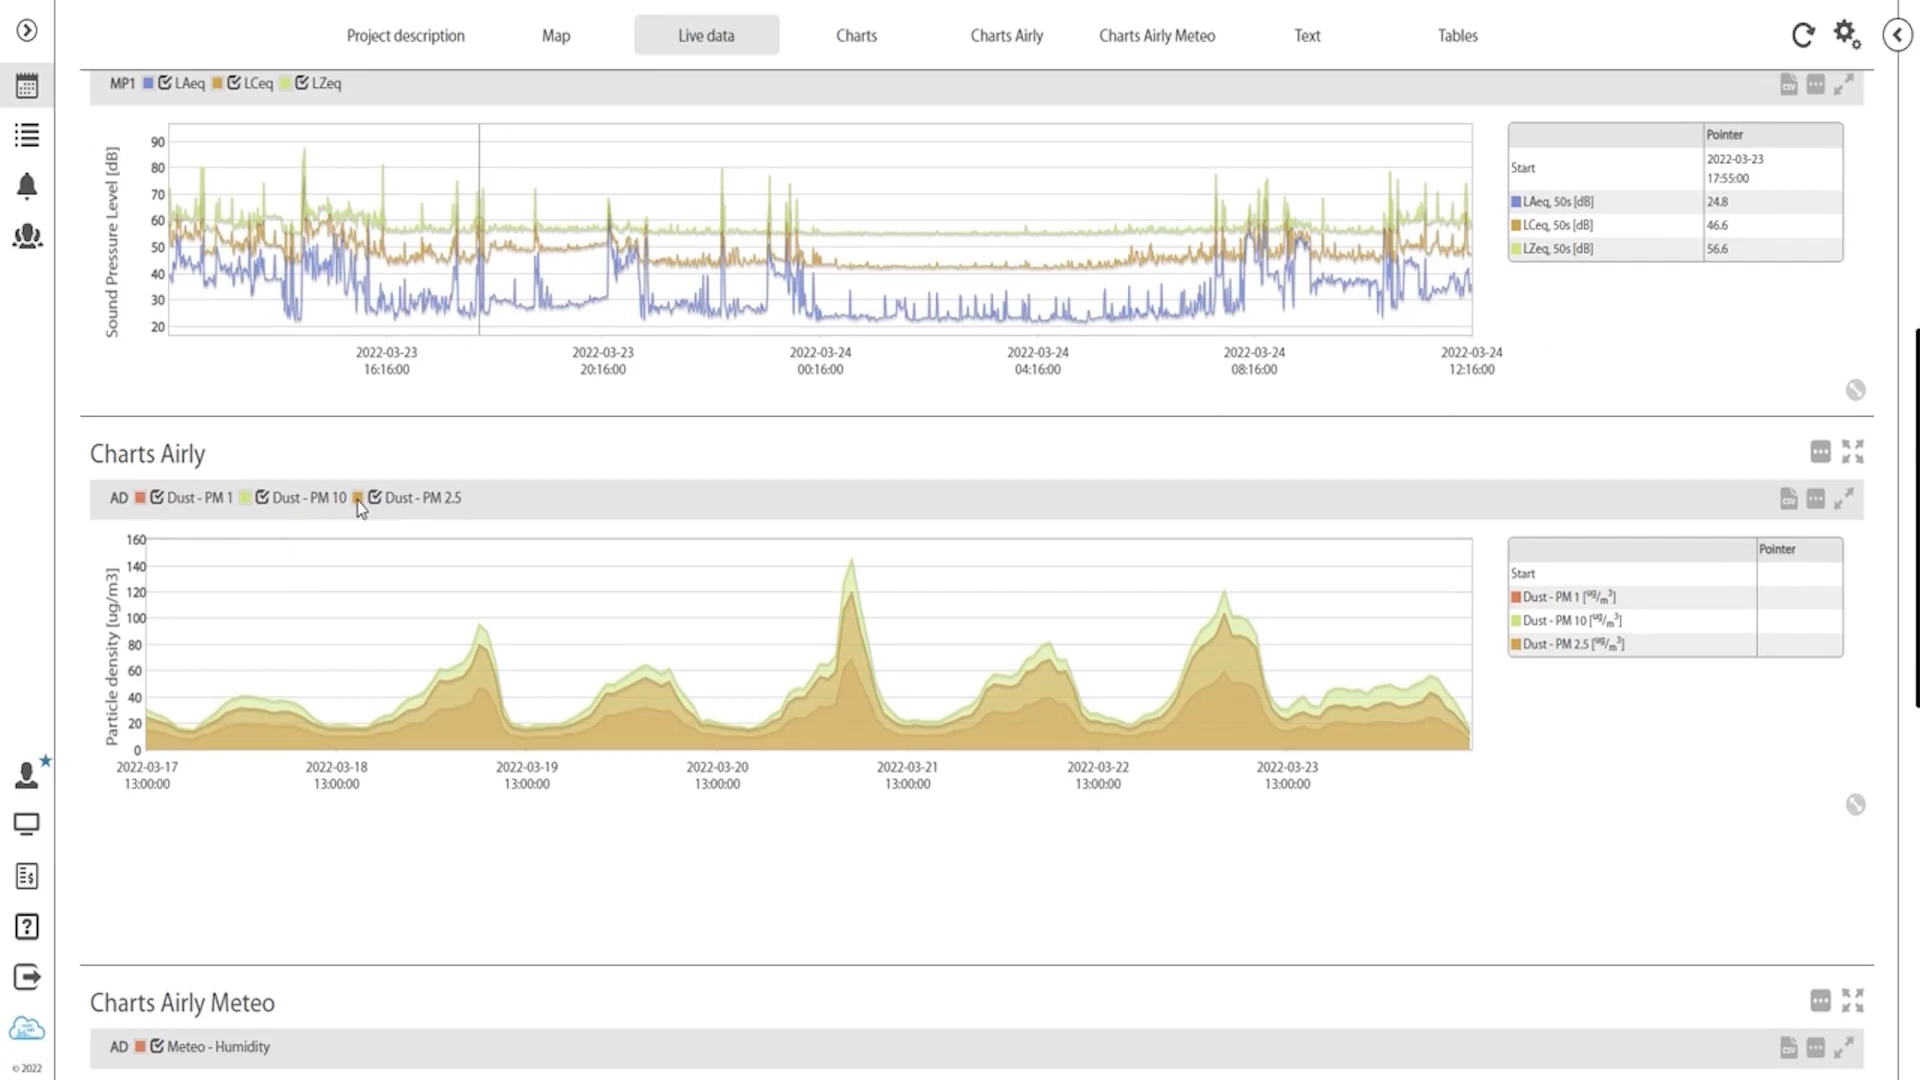 Project description
Map
Live data
Charts
Charts Airly
Charts Airly Meteo
Text
Tables
MP1 LAeq LCeq LZeq
CSV
Sound Pressure Level [dB]
90
80
70
60
50
40
30
20
2022-03-23
16:16:00
2022-03-23
20:16:00
2022-03-24
00:16:00
2022-03-24
04:16:00
2022-03-24
08:16:00
2022-03-24
12:16:00
Pointer
Start
2022-03-23
17:55:00
LAeq, 50s [dB] 24.8
LCeq, 50s [dB] 46.6
LZeq, 50s [dB] 56.6
Charts Airly
AD Dust - PM 1 Dust - PM 10 Dust - PM 2.5
CSV
Particle density [ug/m3]
160
140
120
100
80
60
40
20
0
2022-03-17
13:00:00
2022-03-18
13:00:00
2022-03-19
13:00:00
2022-03-20
13:00:00
2022-03-21
13:00:00
2022-03-22
13:00:00
2022-03-23
13:00:00
Pointer
Start
Dust - PM 1 [ug/m³]
Dust - PM 10 [ug/m³]
Dust - PM 2.5 [ug/m³]
Charts Airly Meteo
AD Meteo - Humidity
CSV
© 2022